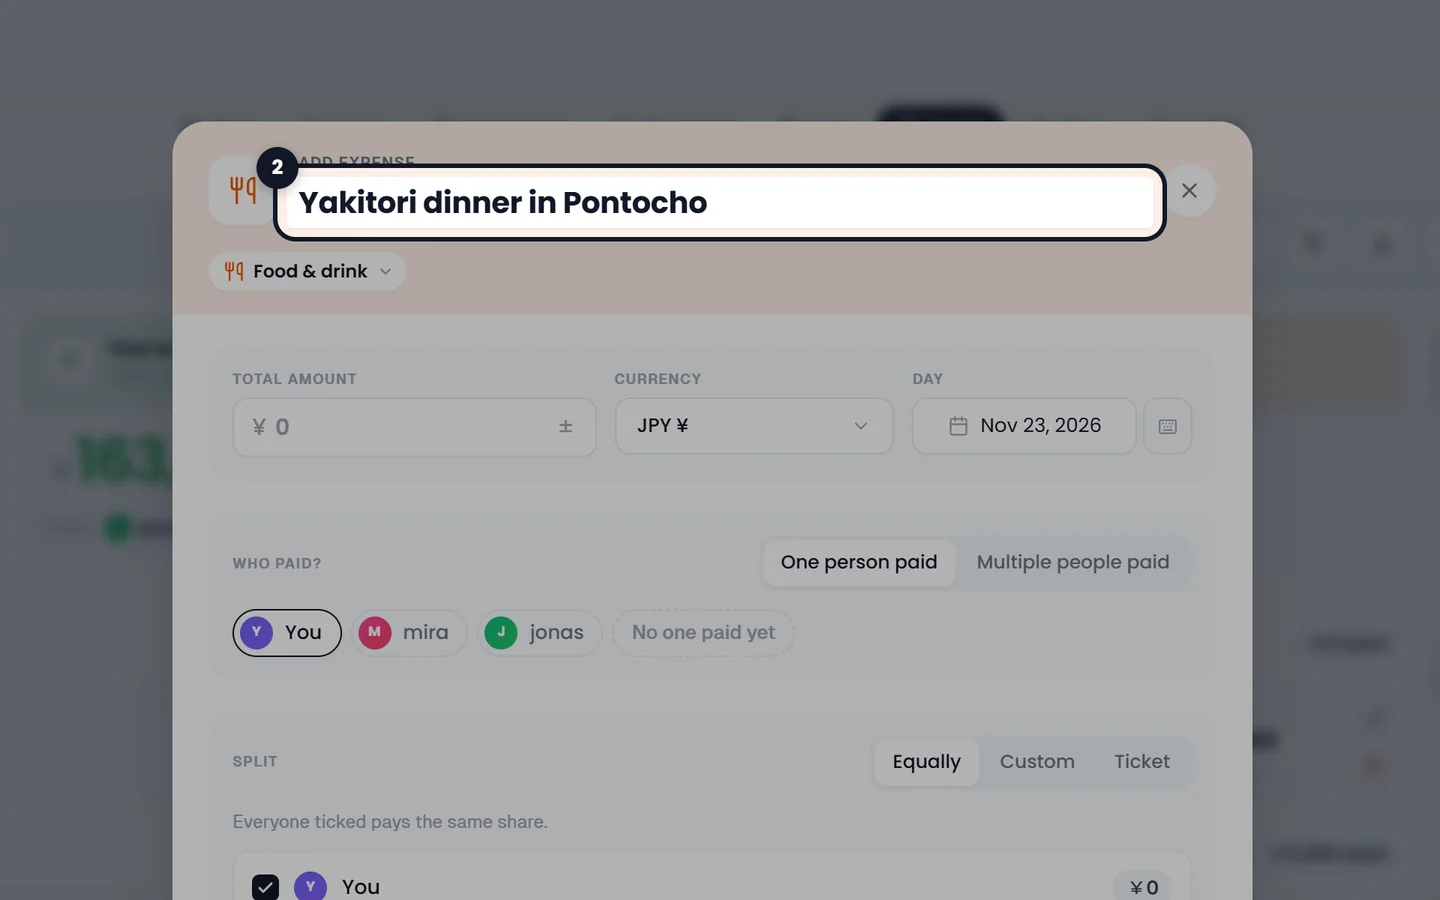 ADD EXPENSE
2
Yakitori dinner in Pontocho
Food & drink
TOTAL AMOUNT
CURRENCY
DAY
¥ 0
±
JPY ¥
Nov 23, 2026
WHO PAID?
One person paid
Multiple people paid
Y You
M mira
J jonas
No one paid yet
SPLIT
Equally
Custom
Ticket
Everyone ticked pays the same share.
Y You
¥ 0
163,